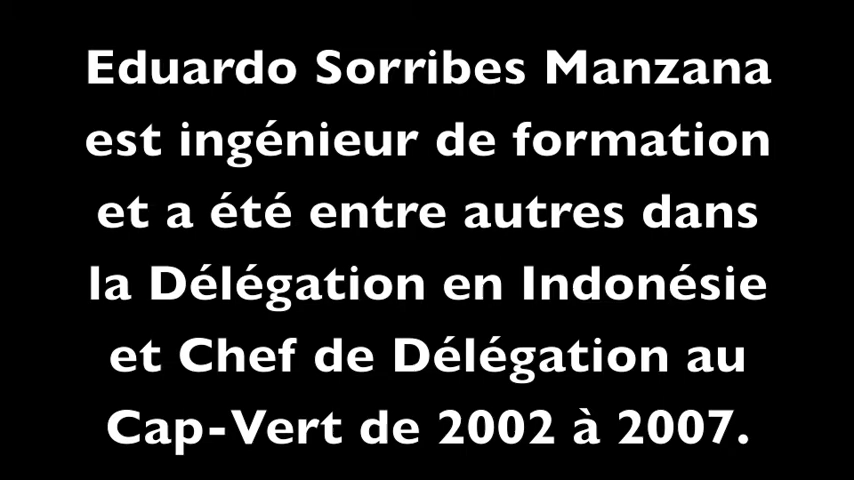 Eduardo Sorribes Manzana
est ingénieur de formation
et a été entre autres dans
la Délégation en Indonésie
et Chef de Délégation au
Cap-Vert de 2002 à 2007.